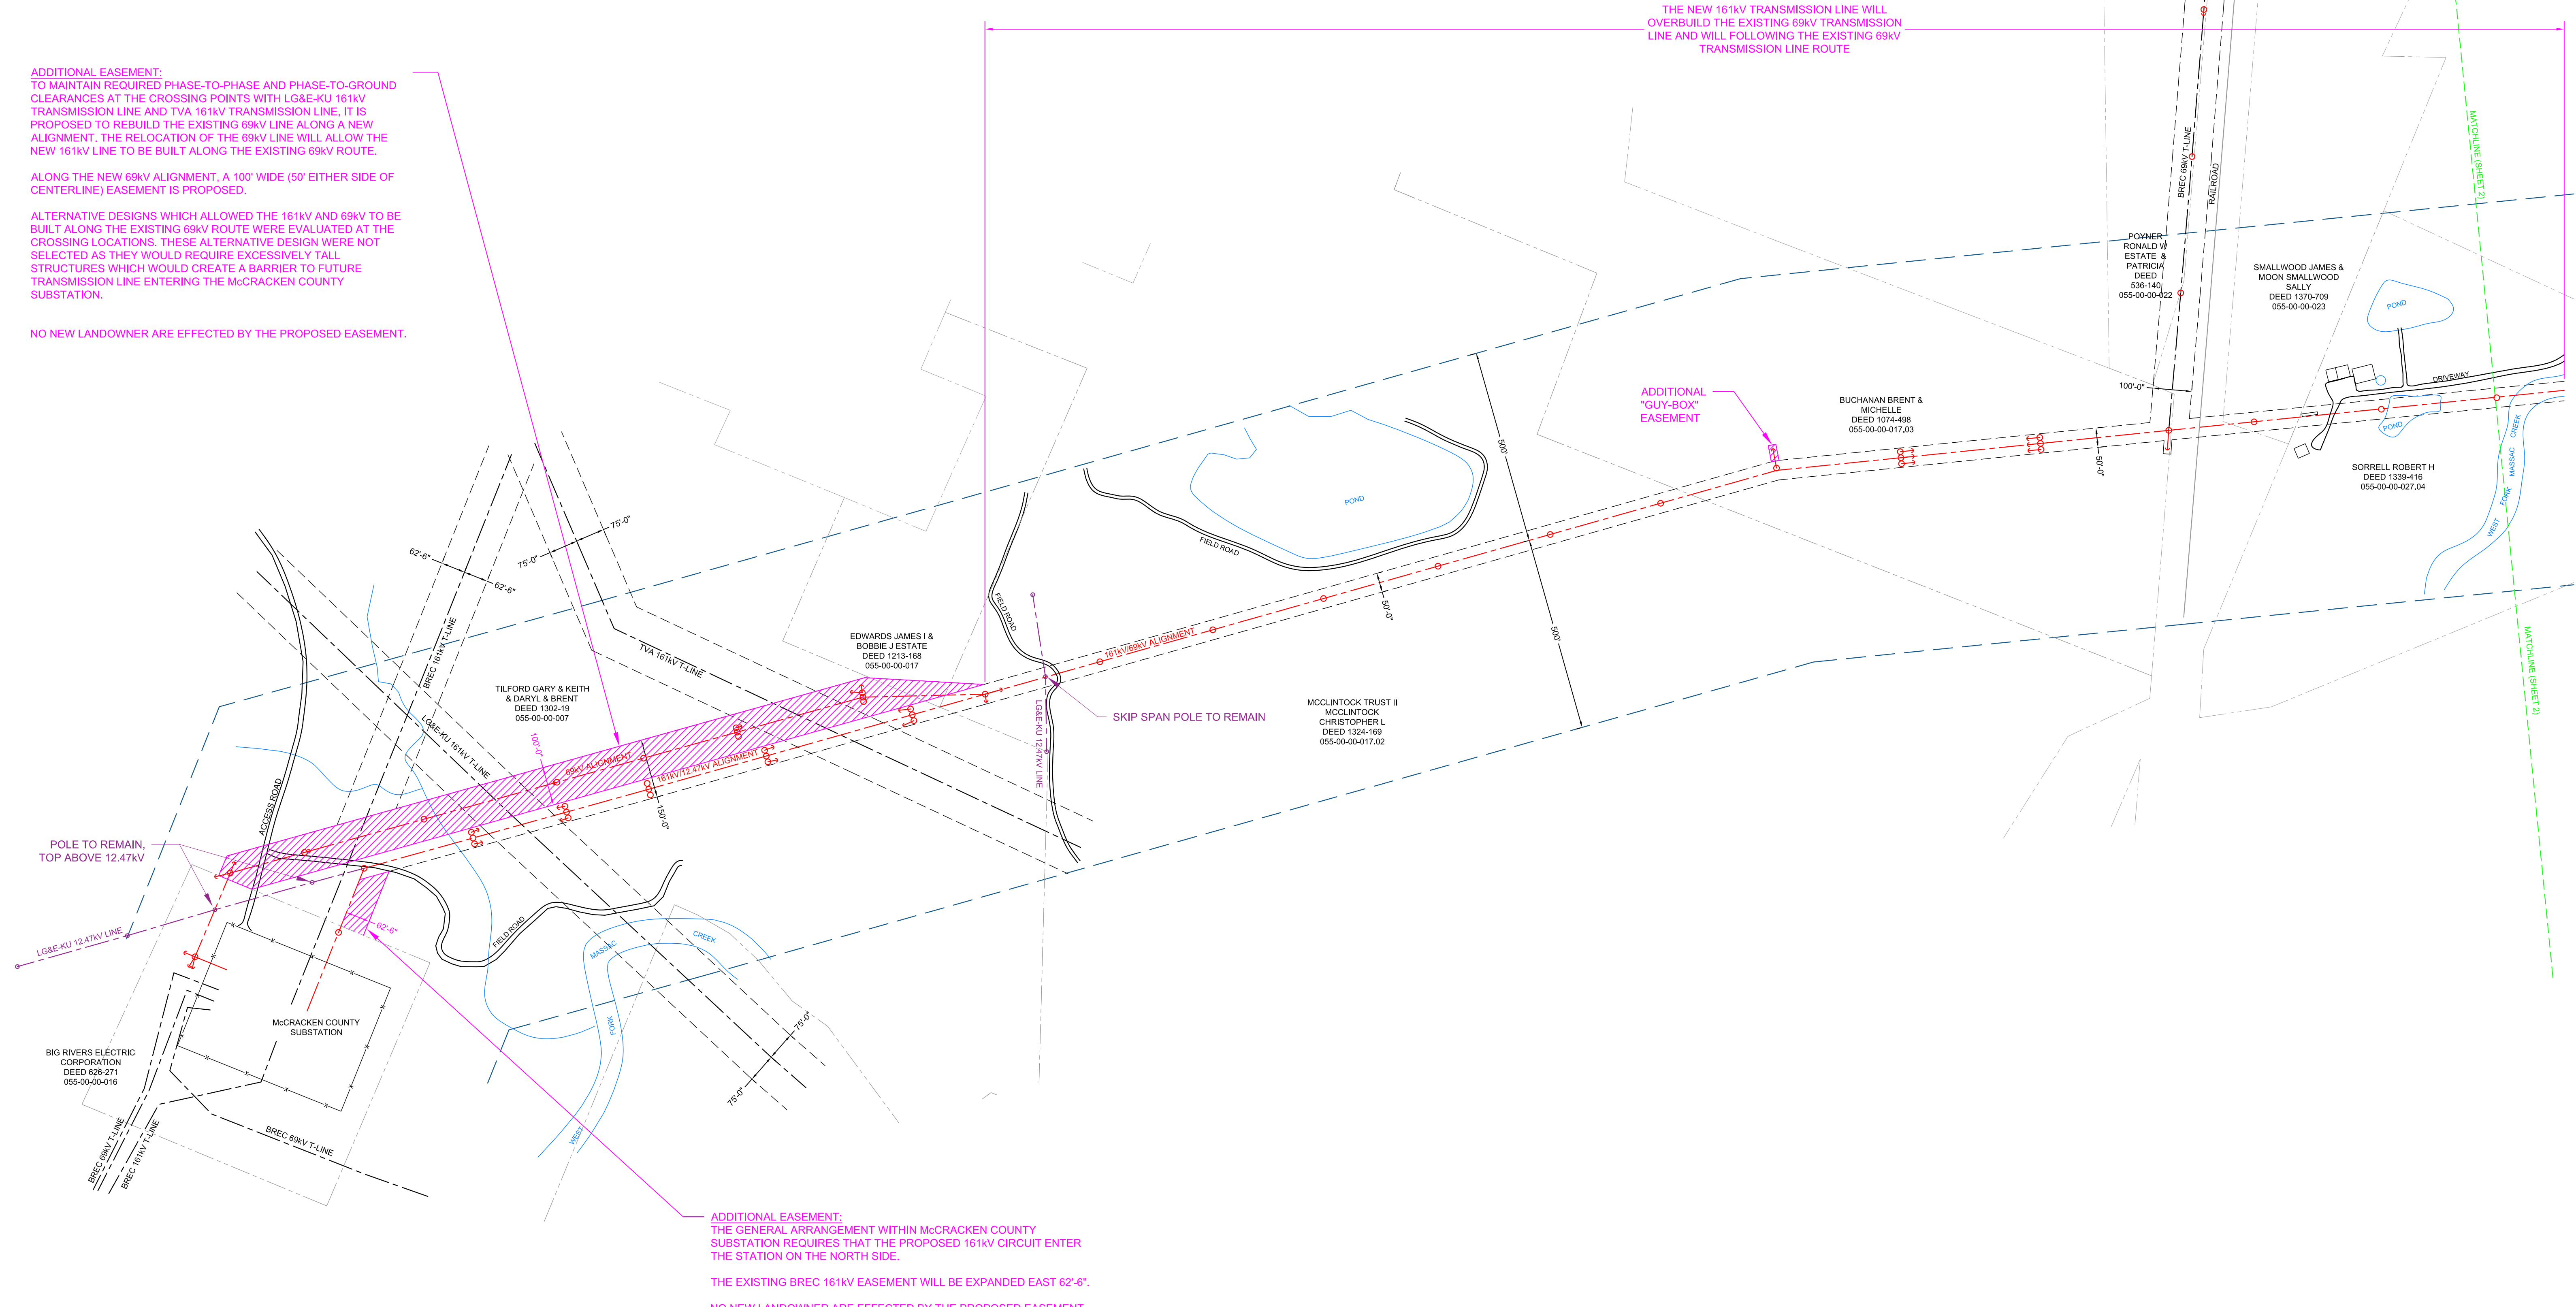 THE NEW 161kV TRANSMISSION LINE WILL
OVERBUILD THE EXISTING 69kV TRANSMISSION
LINE AND WILL FOLLOWING THE EXISTING 69kV
TRANSMISSION LINE ROUTE
ADDITIONAL EASEMENT:
TO MAINTAIN REQUIRED PHASE-TO-PHASE AND PHASE-TO-GROUND
CLEARANCES AT THE CROSSING POINTS WITH LG&E-KU 161kV
TRANSMISSION LINE AND TVA 161kV TRANSMISSION LINE, IT IS
PROPOSED TO REBUILD THE EXISTING 69kV LINE ALONG A NEW
ALIGNMENT. THE RELOCATION OF THE 69kV LINE WILL ALLOW THE
NEW 161kV LINE TO BE BUILT ALONG THE EXISTING 69kV ROUTE.
ALONG THE NEW 69kV ALIGNMENT, A 100' WIDE (50' EITHER SIDE OF
CENTERLINE) EASEMENT IS PROPOSED.
ALTERNATIVE DESIGNS WHICH ALLOWED THE 161kV AND 69kV TO BE
BUILT ALONG THE EXISTING 69kV ROUTE WERE EVALUATED AT THE
CROSSING LOCATIONS. THESE ALTERNATIVE DESIGN WERE NOT
SELECTED AS THEY WOULD REQUIRE EXCESSIVELY TALL
STRUCTURES WHICH WOULD CREATE A BARRIER TO FUTURE
TRANSMISSION LINE ENTERING THE McCRACKEN COUNTY
SUBSTATION.
NO NEW LANDOWNER ARE EFFECTED BY THE PROPOSED EASEMENT.
MATCHLINE (SHEET 2)
BREC 69kV T-LINE
RAILROAD
POYNER
RONALD W
ESTATE &
PATRICIA
DEED
536-140
055-00-00-022
SMALLWOOD JAMES &
MOON SMALLWOOD
SALLY
DEED 1370-709
055-00-00-023
POND
DRIVEWAY
100'-0"
ADDITIONAL
"GUY-BOX"
EASEMENT
BUCHANAN BRENT &
MICHELLE
DEED 1074-498
055-00-00-017.03
POND
50'-0"
SORRELL ROBERT H
DEED 1339-416
055-00-00-027.04
WEST FORK MASSAC CREEK
MATCHLINE (SHEET 2)
500'
500'
POND
FIELD ROAD
50'-0"
75'-0"
75'-0"
62'-6"
62'-6"
FIELD ROAD
161kV/69kV ALIGNMENT
BREC 161kV T-LINE
TVA 161kV T-LINE
EDWARDS JAMES I &
BOBBIE J ESTATE
DEED 1213-168
055-00-00-017
TILFORD GARY & KEITH
& DARYL & BRENT
DEED 1302-19
055-00-00-007
LG&E-KU 161kV T-LINE
MCCLINTOCK TRUST II
MCCLINTOCK
CHRISTOPHER L
DEED 1324-169
055-00-00-017.02
SKIP SPAN POLE TO REMAIN
LG&E-KU 12.47kV LINE
100'-0"
69kV ALIGNMENT
161kV/12.47kV ALIGNMENT
150'-0"
ACCESS ROAD
POLE TO REMAIN,
TOP ABOVE 12.47kV
LG&E-KU 12.47kV LINE
62'-6"
FIELD ROAD
MASSAC
CREEK
FORK
WEST
75'-0"
75'-0"
McCRACKEN COUNTY
SUBSTATION
BIG RIVERS ELECTRIC
CORPORATION
DEED 626-271
055-00-00-016
BREC 69kV T-LINE
BREC 161kV T-LINE
BREC 69kV T-LINE
ADDITIONAL EASEMENT:
THE GENERAL ARRANGEMENT WITHIN McCRACKEN COUNTY
SUBSTATION REQUIRES THAT THE PROPOSED 161kV CIRCUIT ENTER
THE STATION ON THE NORTH SIDE.
THE EXISTING BREC 161kV EASEMENT WILL BE EXPANDED EAST 62'-6".
NO NEW LANDOWNER ARE EFFECTED BY THE PROPOSED EASEMENT